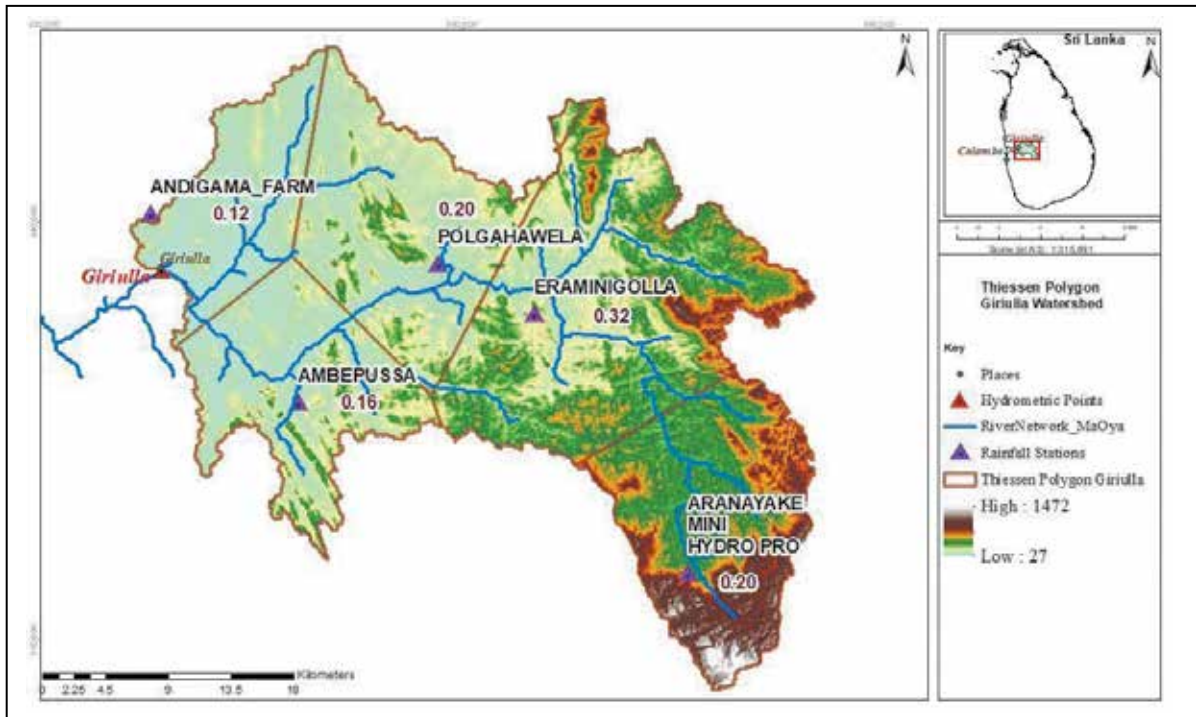 N
ANDIGAMA_FARM
0.12
0.20
POLGAHAWELA
Giriulla
Giriulla
ERAMINIGOLLA
0.32
AMBEPUSSA
0.16
ARANAYAKE
MINI
HYDRO PRO
0.20
Kilometers
0 2.25 4.5 9 13.5 18
Sri Lanka
N
Giriulla
Colombo
Thiessen Polygon
Giriulla Watershed
Key
Places
Hydrometric Points
RiverNetwork_MaOya
Rainfall Stations
Thiessen Polygon Giriulla
High : 1472
Low : 27